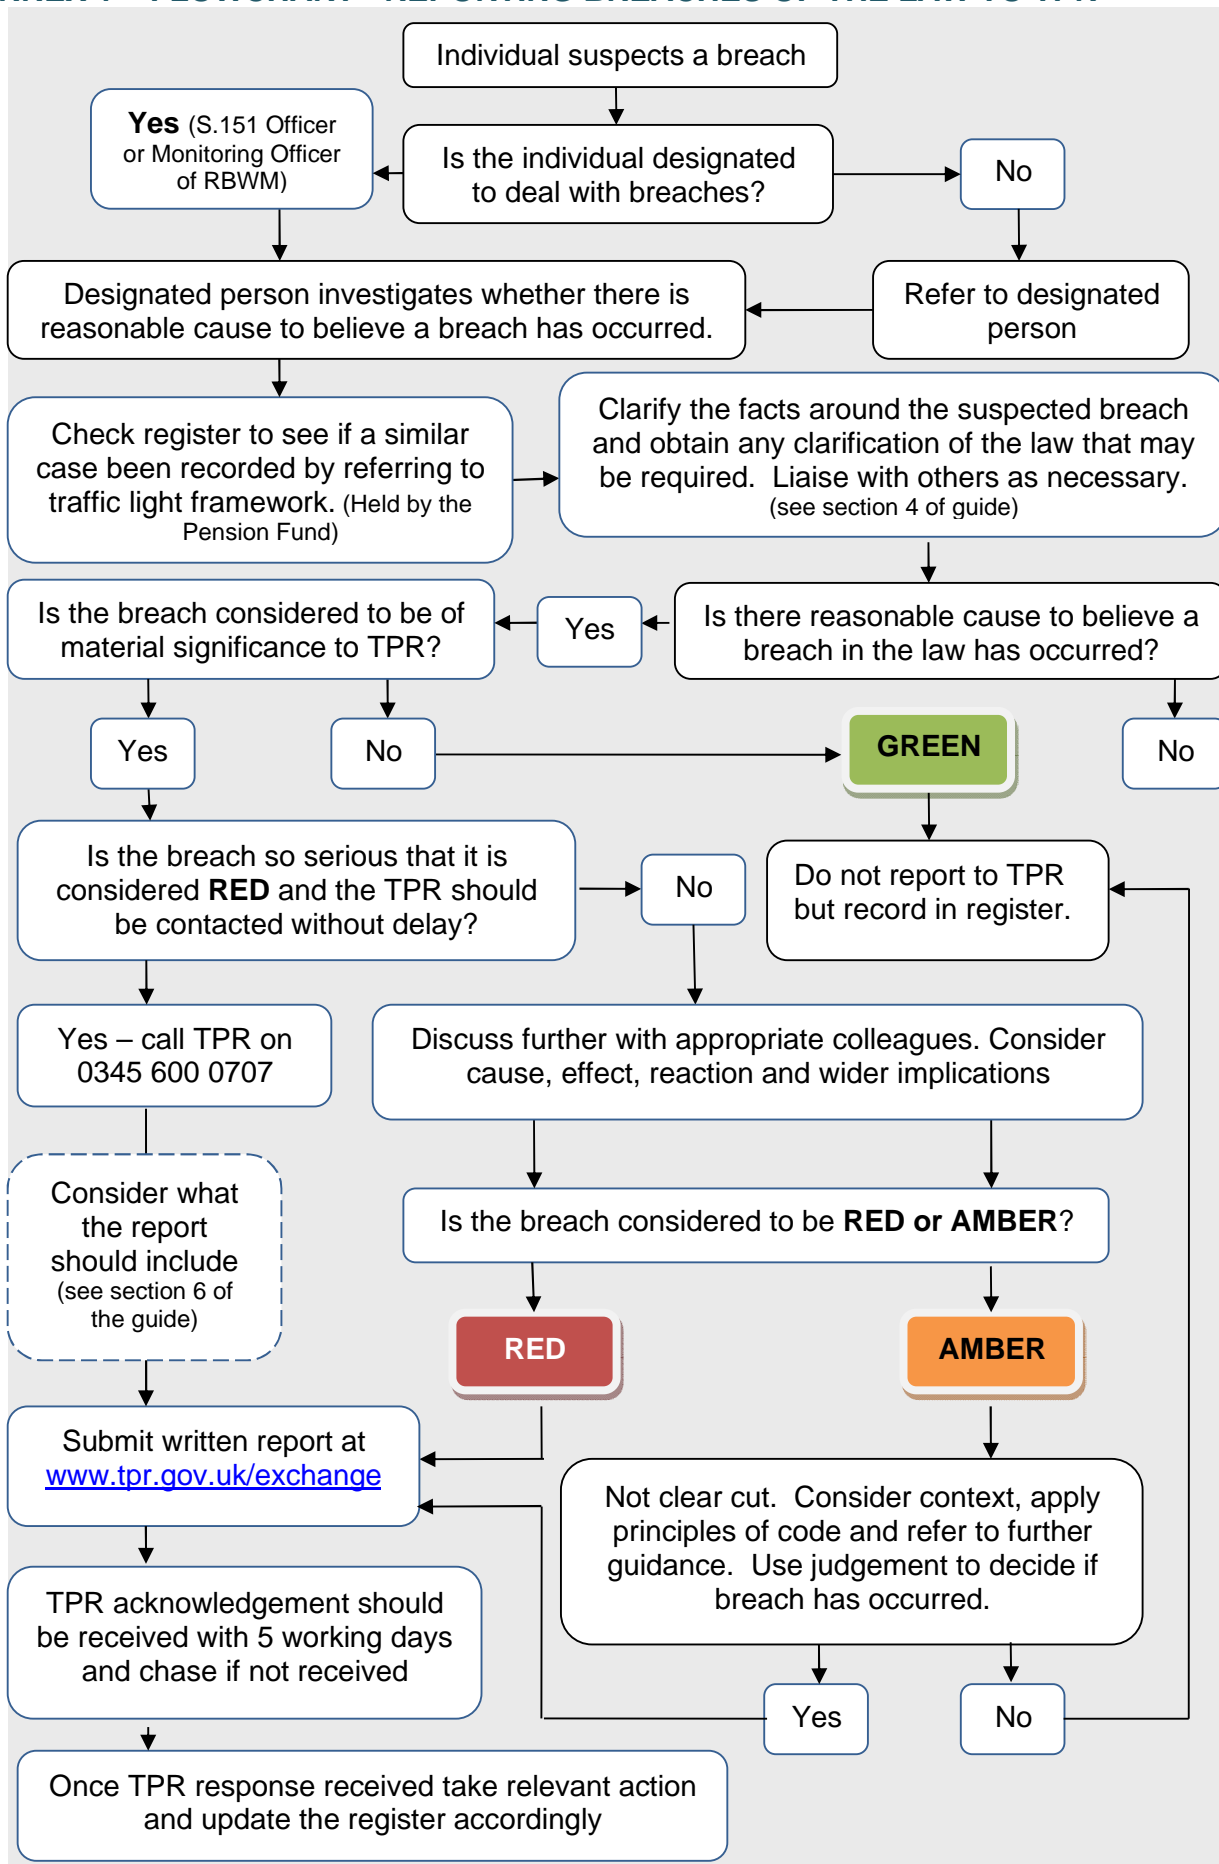 Individual suspects a breach
Yes (S.151 Officer
or Monitoring Officer
of RBWM)
Is the individual designated
to deal with breaches?
No
Designated person investigates whether there is
reasonable cause to believe a breach has occurred.
Refer to designated
person
Check register to see if a similar
case been recorded by referring to
traffic light framework. (Held by the
Pension Fund)
Clarify the facts around the suspected breach
and obtain any clarification of the law that may
be required.  Liaise with others as necessary.
(see section 4 of guide)
Is the breach considered to be of
material significance to TPR?
Yes
Is there reasonable cause to believe a
breach in the law has occurred?
Yes
No
GREEN
No
Is the breach so serious that it is
considered RED and the TPR should
be contacted without delay?
No
Do not report to TPR
but record in register.
Yes – call TPR on
0345 600 0707
Discuss further with appropriate colleagues. Consider
cause, effect, reaction and wider implications
Consider what
the report
should include
(see section 6 of
the guide)
Is the breach considered to be RED or AMBER?
RED
AMBER
Submit written report at
www.tpr.gov.uk/exchange
Not clear cut.  Consider context, apply
principles of code and refer to further
guidance.  Use judgement to decide if
breach has occurred.
TPR acknowledgement should
be received with 5 working days
and chase if not received
Yes
No
Once TPR response received take relevant action
and update the register accordingly